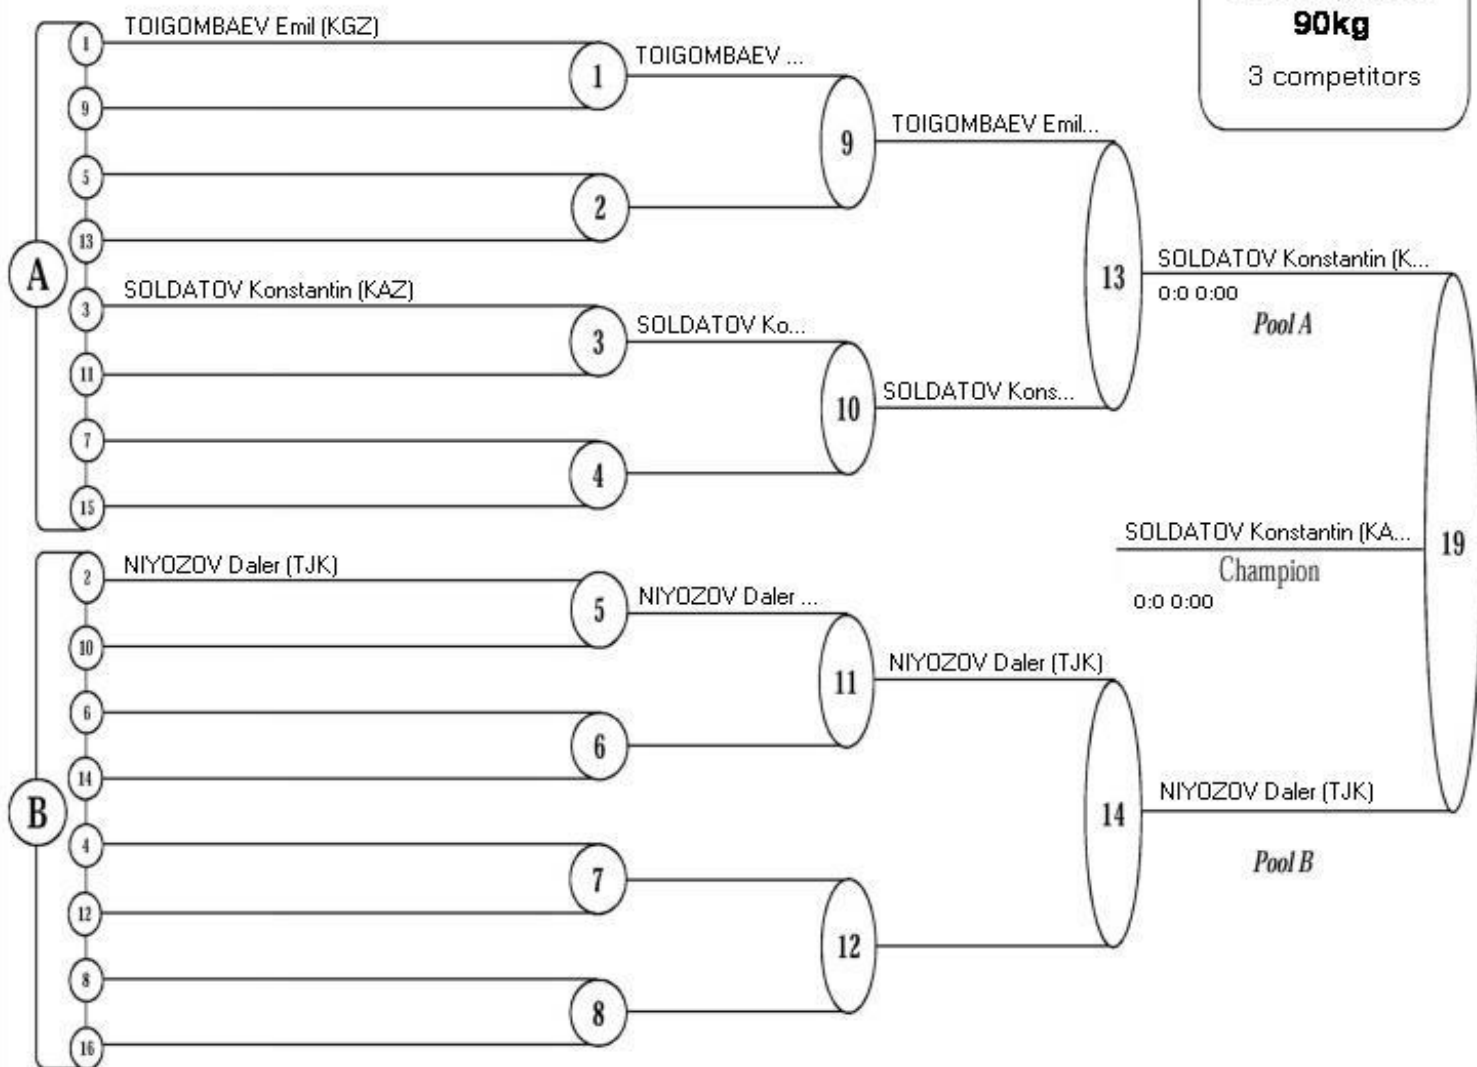 90kg
3 competitors
A
1
TOIGOMBAEV Emil (KGZ)
9
5
13
3
SOLDATOV Konstantin (KAZ)
11
7
15
1
2
3
4
TOIGOMBAEV ...
SOLDATOV Ko...
9
10
TOIGOMBAEV Emil...
SOLDATOV Kons...
13
SOLDATOV Konstantin (K...
0:0 0:00
Pool A
B
2
NIYOZOV Daler (TJK)
10
6
14
4
12
8
16
5
6
7
8
NIYOZOV Daler ...
11
12
NIYOZOV Daler (TJK)
14
NIYOZOV Daler (TJK)
Pool B
SOLDATOV Konstantin (KA...
Champion
0:0 0:00
19